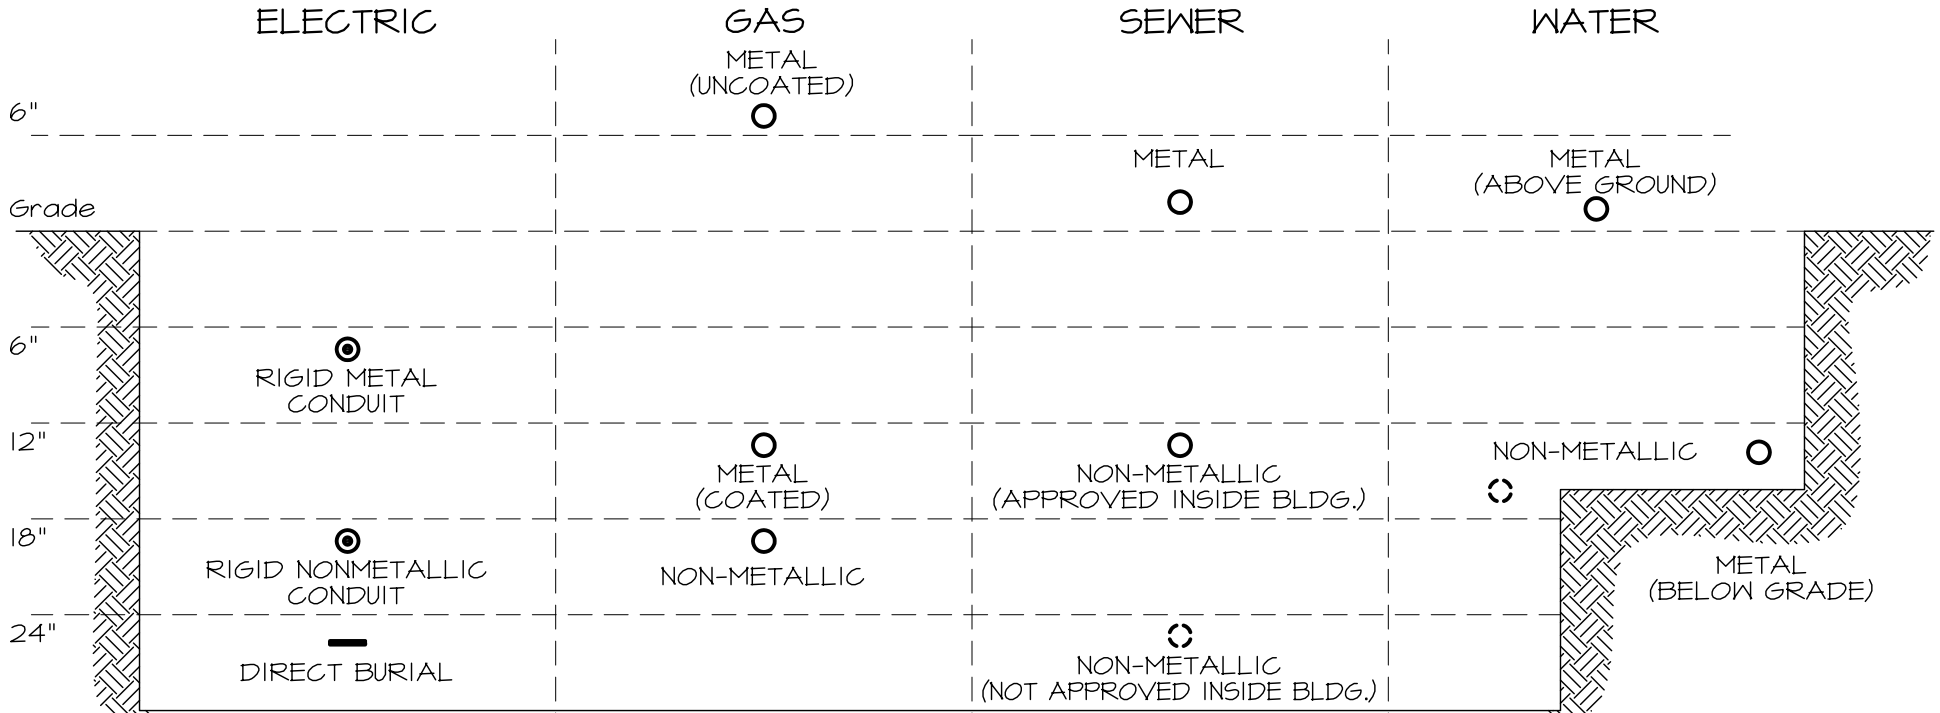 ELECTRIC
GAS
SEWER
WATER
METAL
(UNCOATED)
6"
METAL
METAL
(ABOVE GROUND)
Grade
6"
RIGID METAL
CONDUIT
12"
METAL
(COATED)
NON-METALLIC
(APPROVED INSIDE BLDG.)
NON-METALLIC
18"
RIGID NONMETALLIC
CONDUIT
NON-METALLIC
METAL
(BELOW GRADE)
24"
DIRECT BURIAL
NON-METALLIC
(NOT APPROVED INSIDE BLDG.)